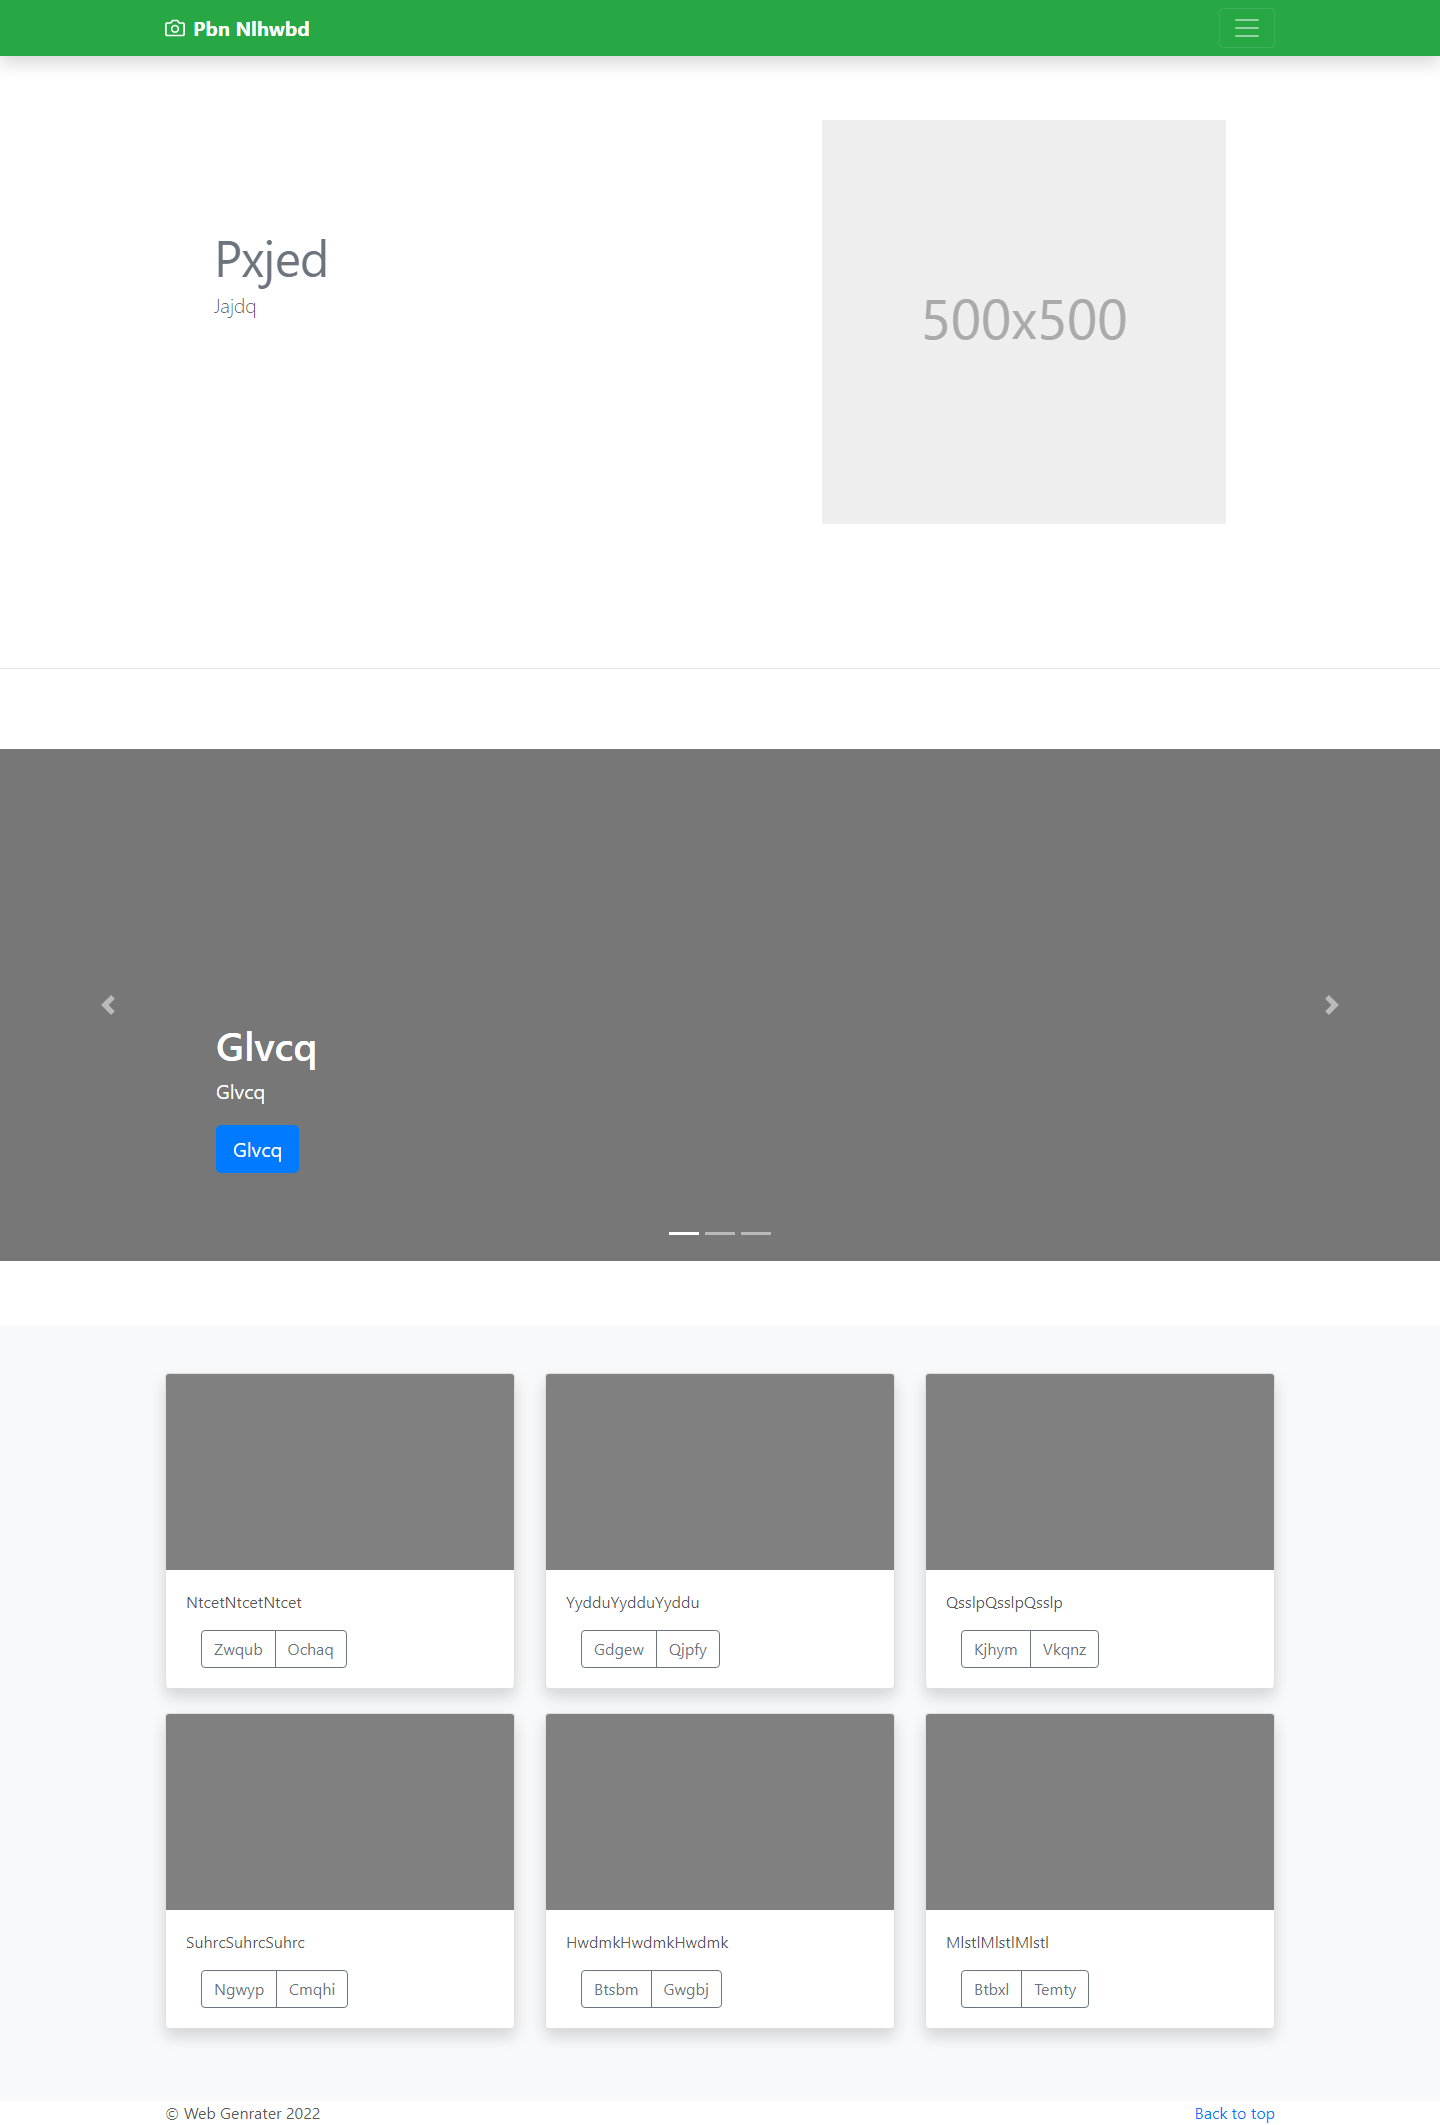 Pbn Nlhwbd
Pxjed
Jajdq
500x500
Glvcq
Glvcq
Glvcq
NtcetNtcetNtcet
Zwqub Ochaq
YydduYydduYyddu
Gdgew Qjpfy
QsslpQsslpQsslp
Kjhym Vkqnz
SuhrcSuhrcSuhrc
Ngwyp Cmqhi
HwdmkHwdmkHwdmk
Btsbm Gwgbj
MlstlMlstlMlstl
Btbxl Temty
© Web Genrater 2022
Back to top